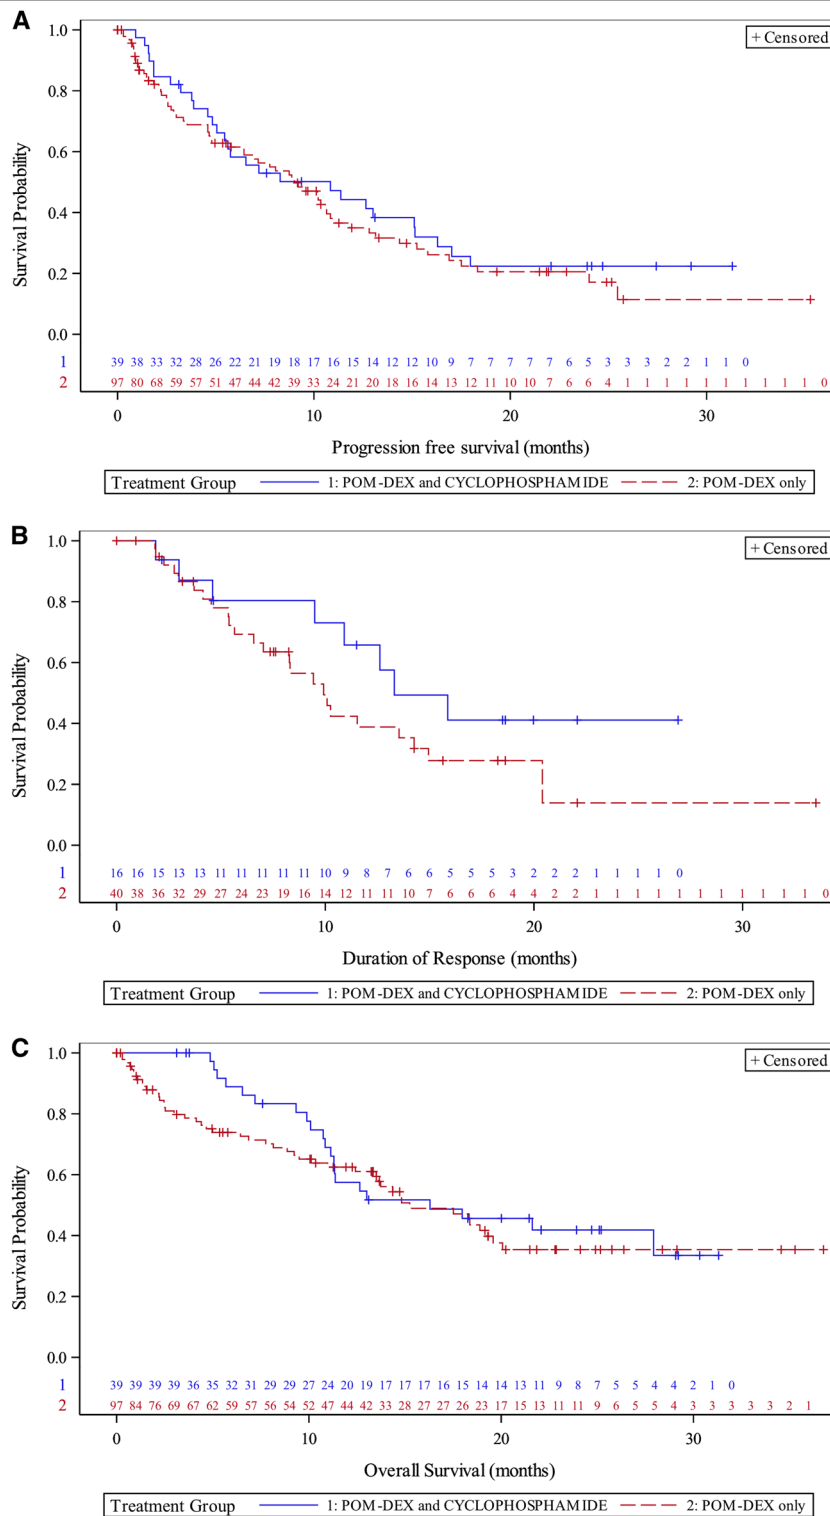 A
+ Censored
1.0
0.8
0.6
0.4
0.2
0.0
Survival Probability
1 39 38 33 32 28 26 22 21 19 18 17 16 15 14 12 12 10 9 7 7 7 7 7 6 5 3 3 3 2 2 1 1 0
2 97 80 68 59 57 51 47 44 42 39 33 24 21 20 18 16 14 13 12 11 10 10 7 6 6 4 1 1 1 1 1 1 1 1 1 1 0
0 10 20 30
Progression free survival (months)
Treatment Group 1: POM-DEX and CYCLOPHOSPHAMIDE 2: POM-DEX only
B
+ Censored
1.0
0.8
0.6
0.4
0.2
0.0
Survival Probability
1 16 16 15 13 13 11 11 11 11 11 10 9 8 7 6 6 5 5 5 3 2 2 2 1 1 1 1 0
2 40 38 36 32 29 27 24 23 19 16 14 12 11 11 10 7 6 6 6 4 4 2 2 1 1 1 1 1 1 1 1 1 1 1 0
0 10 20 30
Duration of Response (months)
Treatment Group 1: POM-DEX and CYCLOPHOSPHAMIDE 2: POM-DEX only
C
+ Censored
1.0
0.8
0.6
0.4
0.2
0.0
Survival Probability
1 39 39 39 39 36 35 32 31 29 29 27 24 20 19 17 17 17 16 15 14 14 13 11 9 8 7 5 5 4 4 2 1 0
2 97 84 76 69 67 62 59 57 56 54 52 47 44 42 33 28 27 27 26 23 17 15 13 11 11 9 6 5 5 4 3 3 3 3 3 2 1
0 10 20 30
Overall Survival (months)
Treatment Group 1: POM-DEX and CYCLOPHOSPHAMIDE 2: POM-DEX only